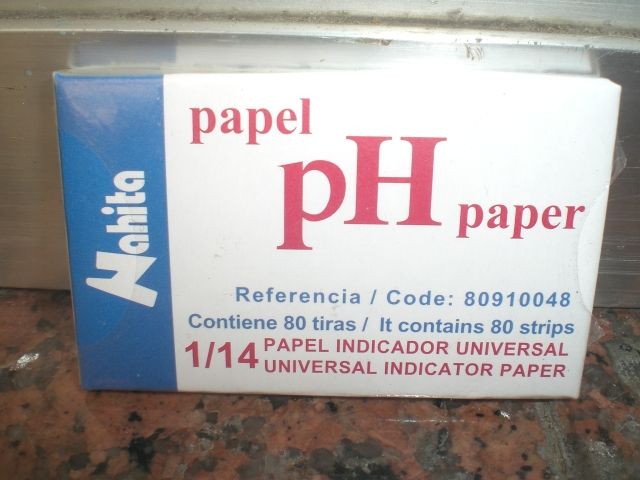 Nahita
papel
pH
paper
Referencia / Code: 80910048
Contiene 80 tiras / It contains 80 strips
1/14 PAPEL INDICADOR UNIVERSAL
UNIVERSAL INDICATOR PAPER